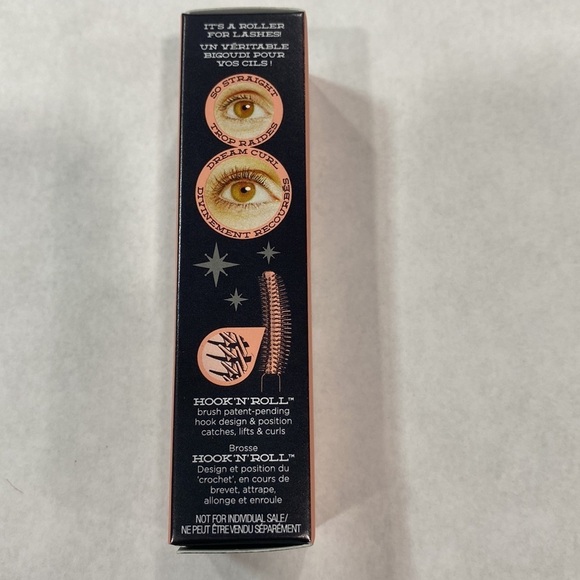 IT'S A ROLLER
FOR LASHES!
UN VÉRITABLE
BIGOUDI POUR
VOS CILS !
SO STRAIGHT
TROP RAIDES
DREAM CURL
DIVINEMENT RECOURBÉS
HOOK'N'ROLL™
brush patent-pending
hook design & position
catches, lifts & curls
Brosse
HOOK'N'ROLL™
Design et position du
'crochet', en cours de
brevet, attrape,
allonge et enroule
NOT FOR INDIVIDUAL SALE/
NE PEUT ÊTRE VENDU SÉPARÉMENT